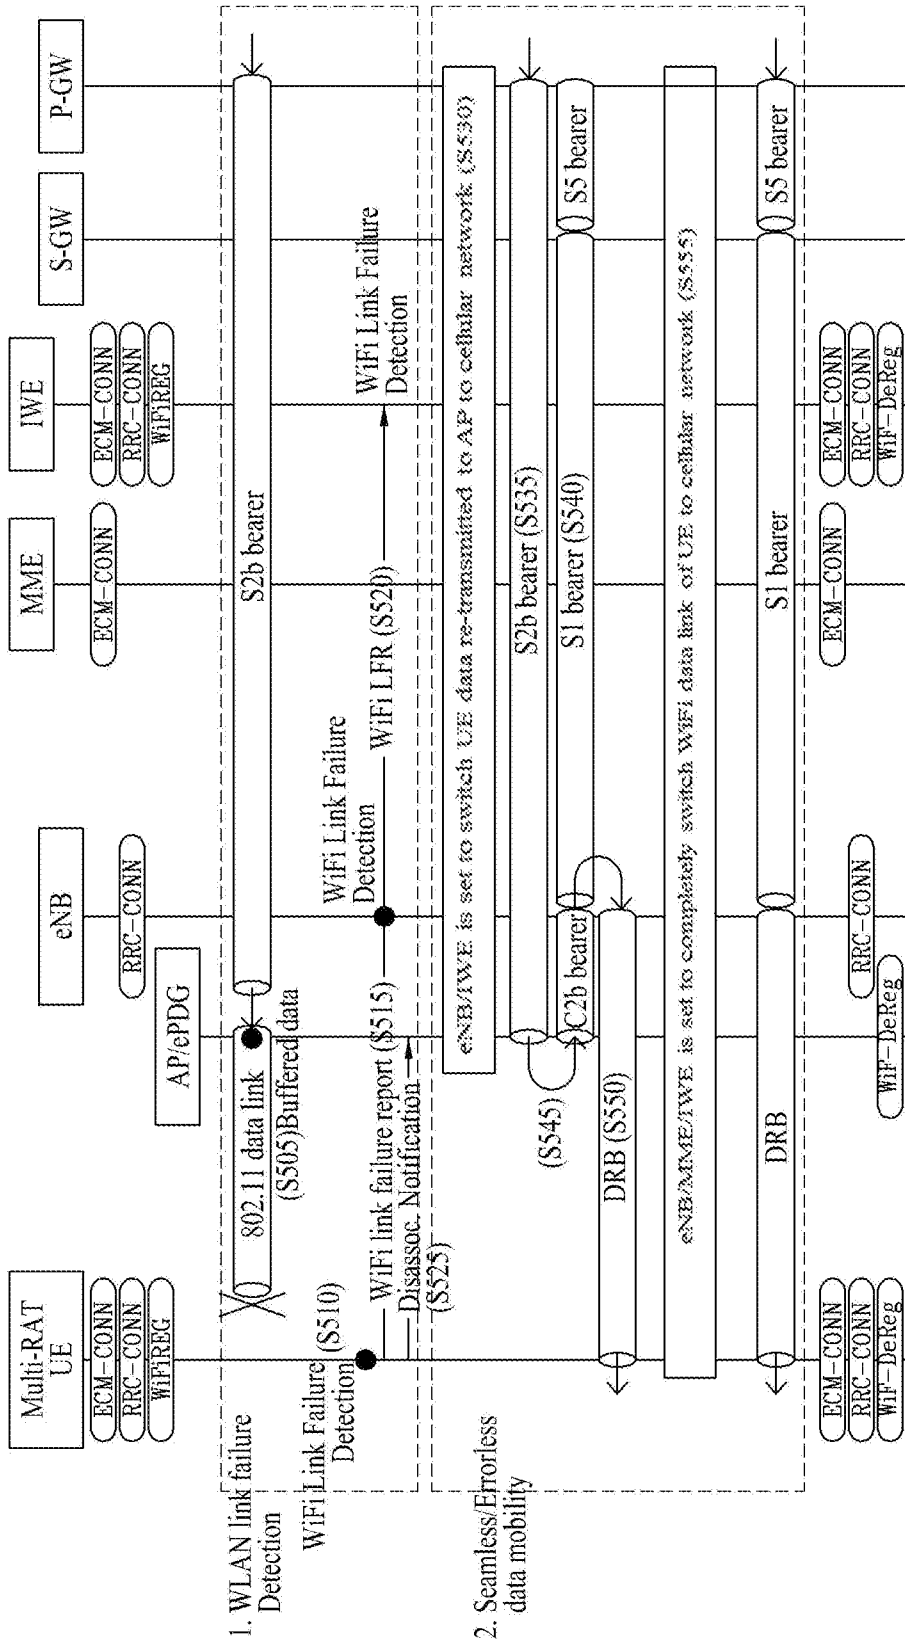 Multi-RAT
UE
AP/ePDG
eNB
MME
IWE
S-GW
P-GW
ECM-CONN
RRC-CONN
WiFiREG
RRC-CONN
ECM-CONN
ECM-CONN
RRC-CONN
WiFiREG
1. WLAN link failure
Detection
802.11 data link
(S505)Buffered data
S2b bearer
WiFi Link Failure (S510)
Detection
WiFi link failure report (S515)
WiFi Link Failure
Detection
WiFi LFR (S520)
WiFi Link Failure
Detection
Disassoc. Notification
(S525)
2. Seamless/Errorless
data mobility
eNB/IWE is set to switch UE data re-transmitted to AP to cellular network (S530)
S2b bearer (S535)
(S545)
C2b bearer
S1 bearer (S540)
S5 bearer
DRB (S550)
eNB/MME/IWE is set to completely switch WiFi data link of UE to cellular network (S555)
DRB
S1 bearer
S5 bearer
ECM-CONN
RRC-CONN
WiF-DeReg
WiF-DeReg
RRC-CONN
ECM-CONN
ECM-CONN
RRC-CONN
WiF-DeReg